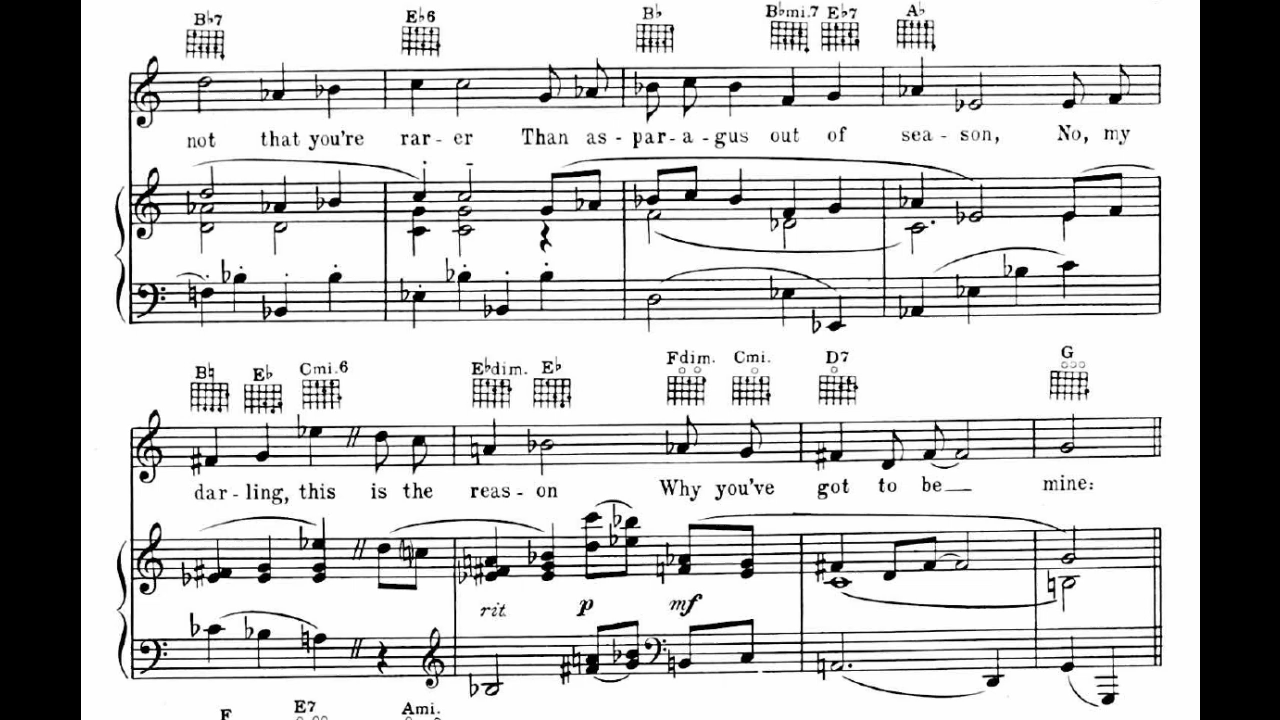 B♭7 E♭6 B♭ B♭mi.7 E♭7 A♭
not that you're rar- er Than as - par - a - gus out of sea - son, No, my
B♮ E♭ Cmi.6 E♭dim. E♭ Fdim. Cmi. D7 G
dar - ling, this is the reas - on Why you've got to be mine:
rit p mf
F E7 Ami.